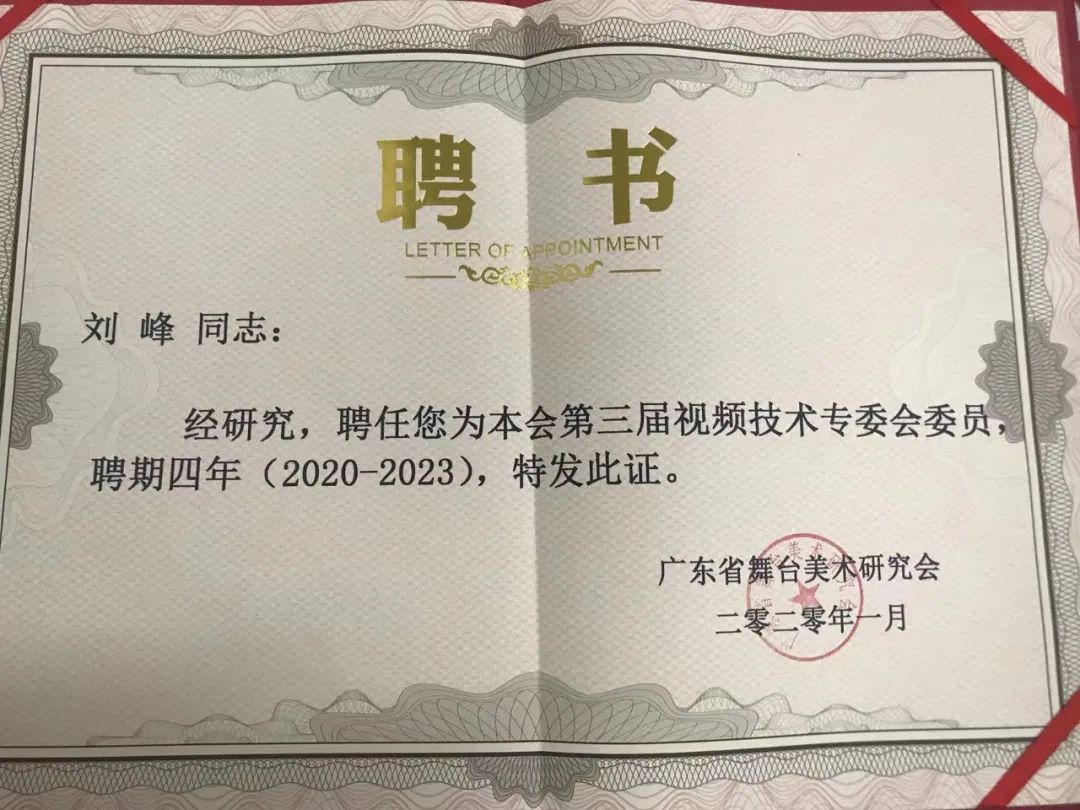 聘 书
LETTER OF APPOINTMENT
刘 峰 同志：
经研究，聘任您为本会第三届视频技术专委会委员，
聘期四年（2020-2023），特发此证。
广东省舞台美术研究会
二零二零年一月